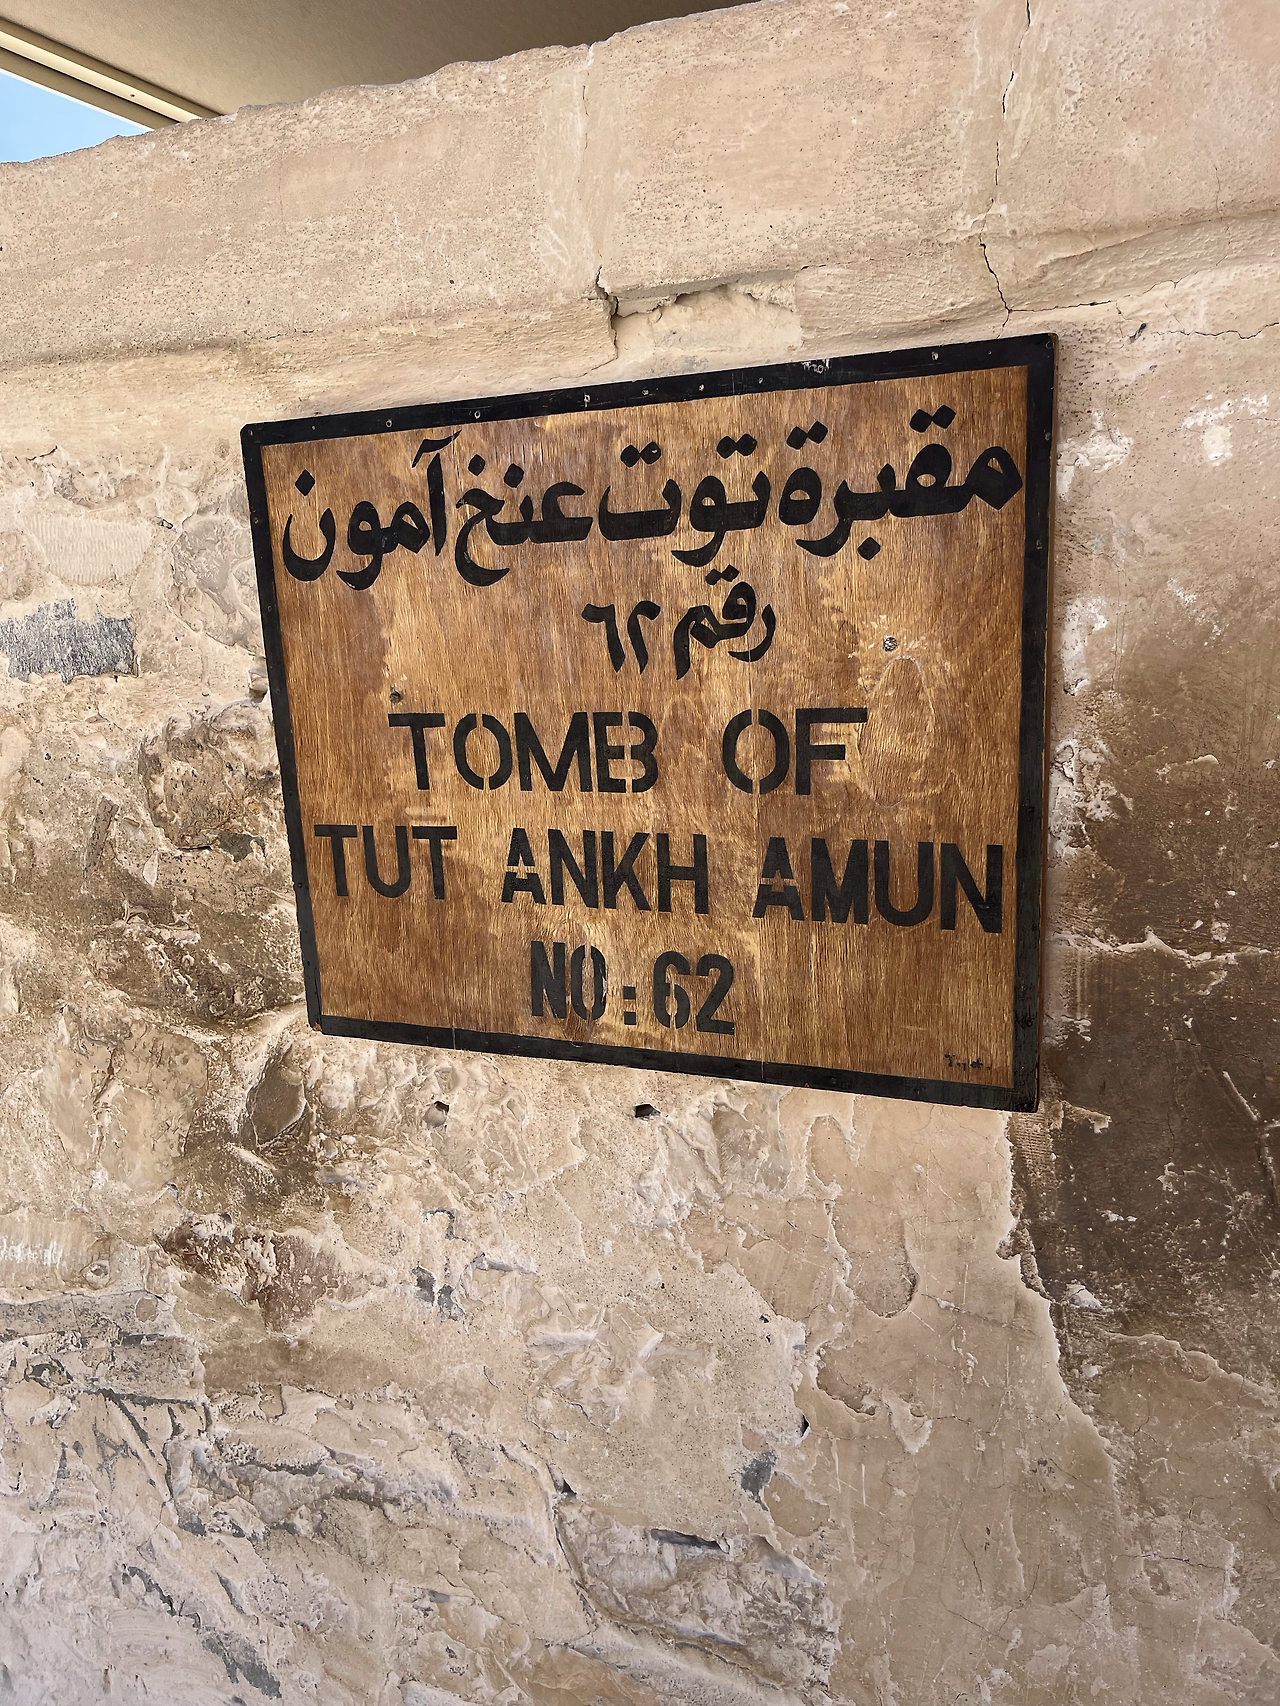 مقبرة توت عنخ آمون
رقم ٦٢
TOMB OF
TUT ANKH AMUN
NO: 62